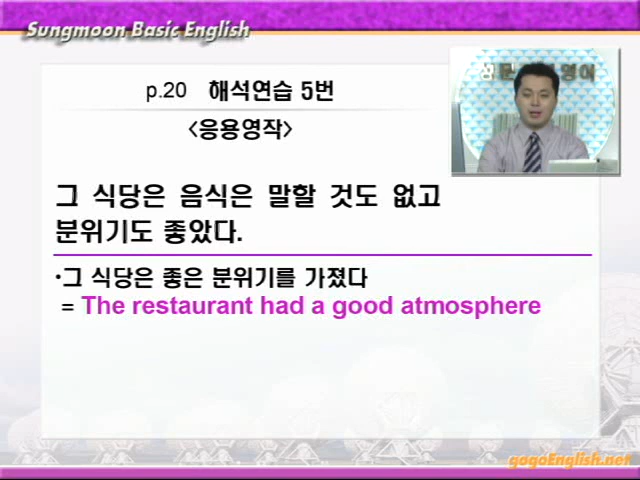 Sungmoon Basic English
p.20 해석연습 5번
<응용영작>
그 식당은 음식은 말할 것도 없고
분위기도 좋았다.
•그 식당은 좋은 분위기를 가졌다
= The restaurant had a good atmosphere
gogoEnglish.net